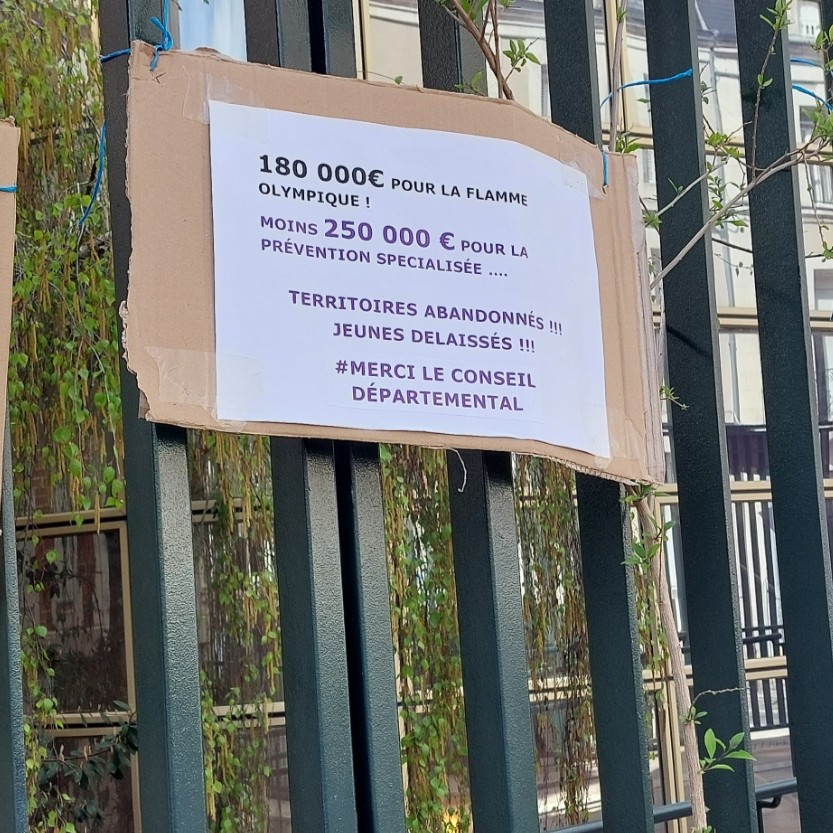 180 000€ POUR LA FLAMME
OLYMPIQUE !
MOINS 250 000 € POUR LA
PRÉVENTION SPECIALISÉE ....
TERRITOIRES ABANDONNÉS !!!
JEUNES DELAISSÉS !!!
#MERCI LE CONSEIL
DÉPARTEMENTAL